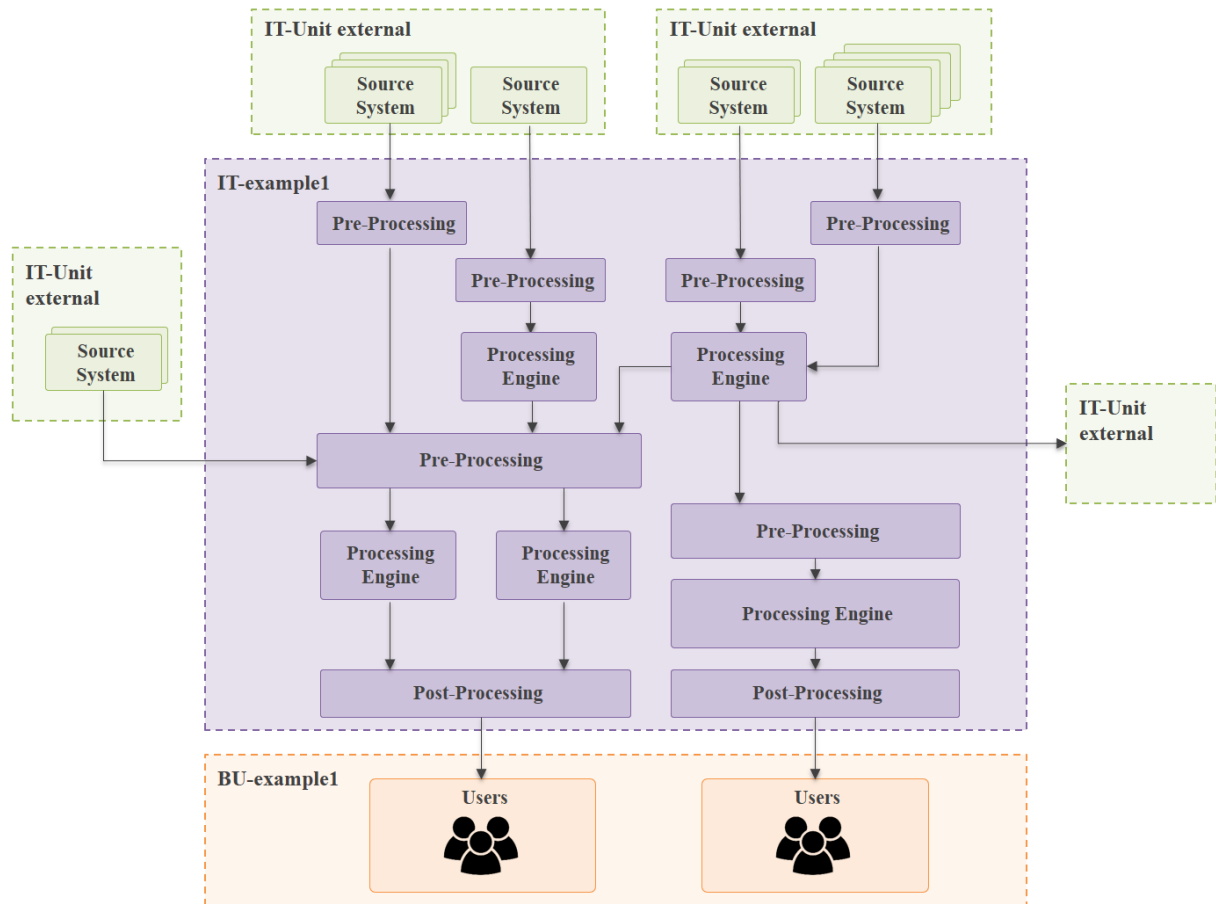 IT-Unit external
IT-Unit external
Source
System
Source
System
Source
System
Source
System
IT-example1
Pre-Processing
Pre-Processing
IT-Unit
external
Pre-Processing
Pre-Processing
Source
System
Processing
Engine
Processing
Engine
IT-Unit
external
Pre-Processing
Pre-Processing
Processing
Engine
Processing
Engine
Processing Engine
Post-Processing
Post-Processing
BU-example1
Users
Users